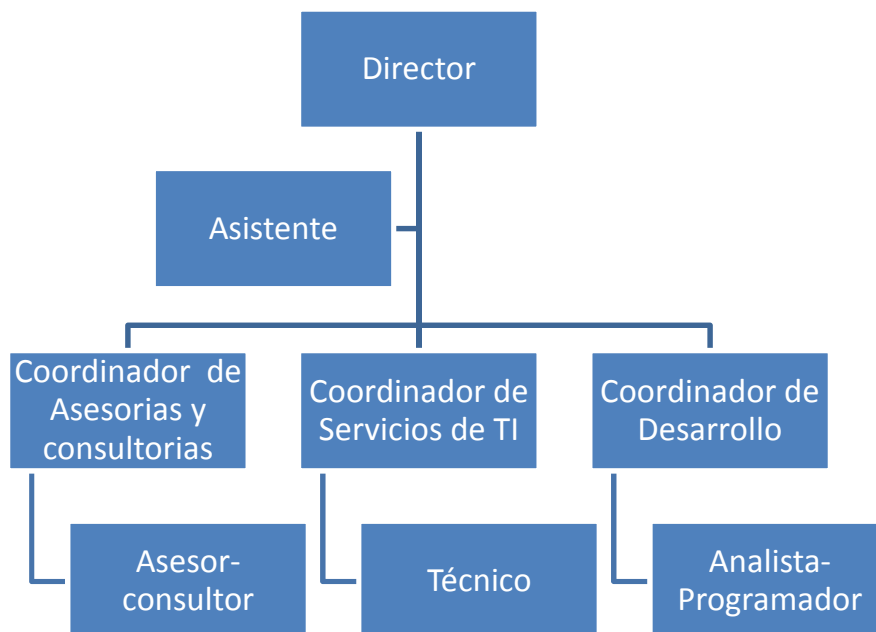 Director
Asistente
Coordinador de
Asesorias y
consultorias
Coordinador de
Servicios de TI
Coordinador de
Desarrollo
Asesor-
consultor
Técnico
Analista-
Programador